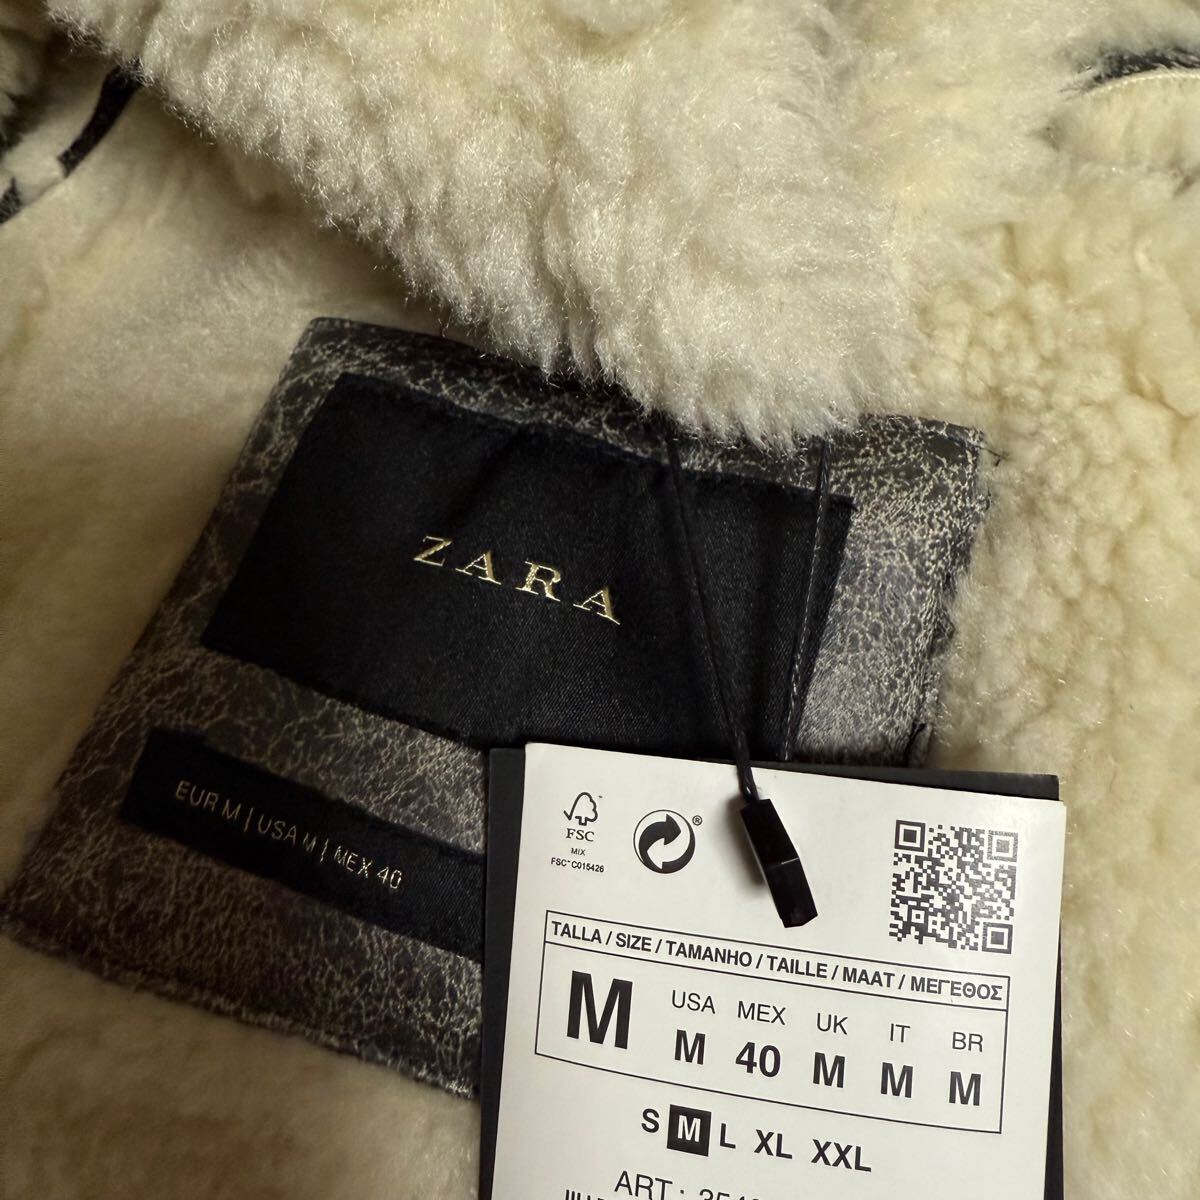 ZARA
EUR M | USA M | MEX 40
FSC
MIX
FSC™ C015426
®
TALLA / SIZE / TAMANHO / TAILLE / MAAT / ΜΕΓΕΘΟΣ
M USA MEX UK IT BR
M 40 M M M
S M L XL XXL
ART: